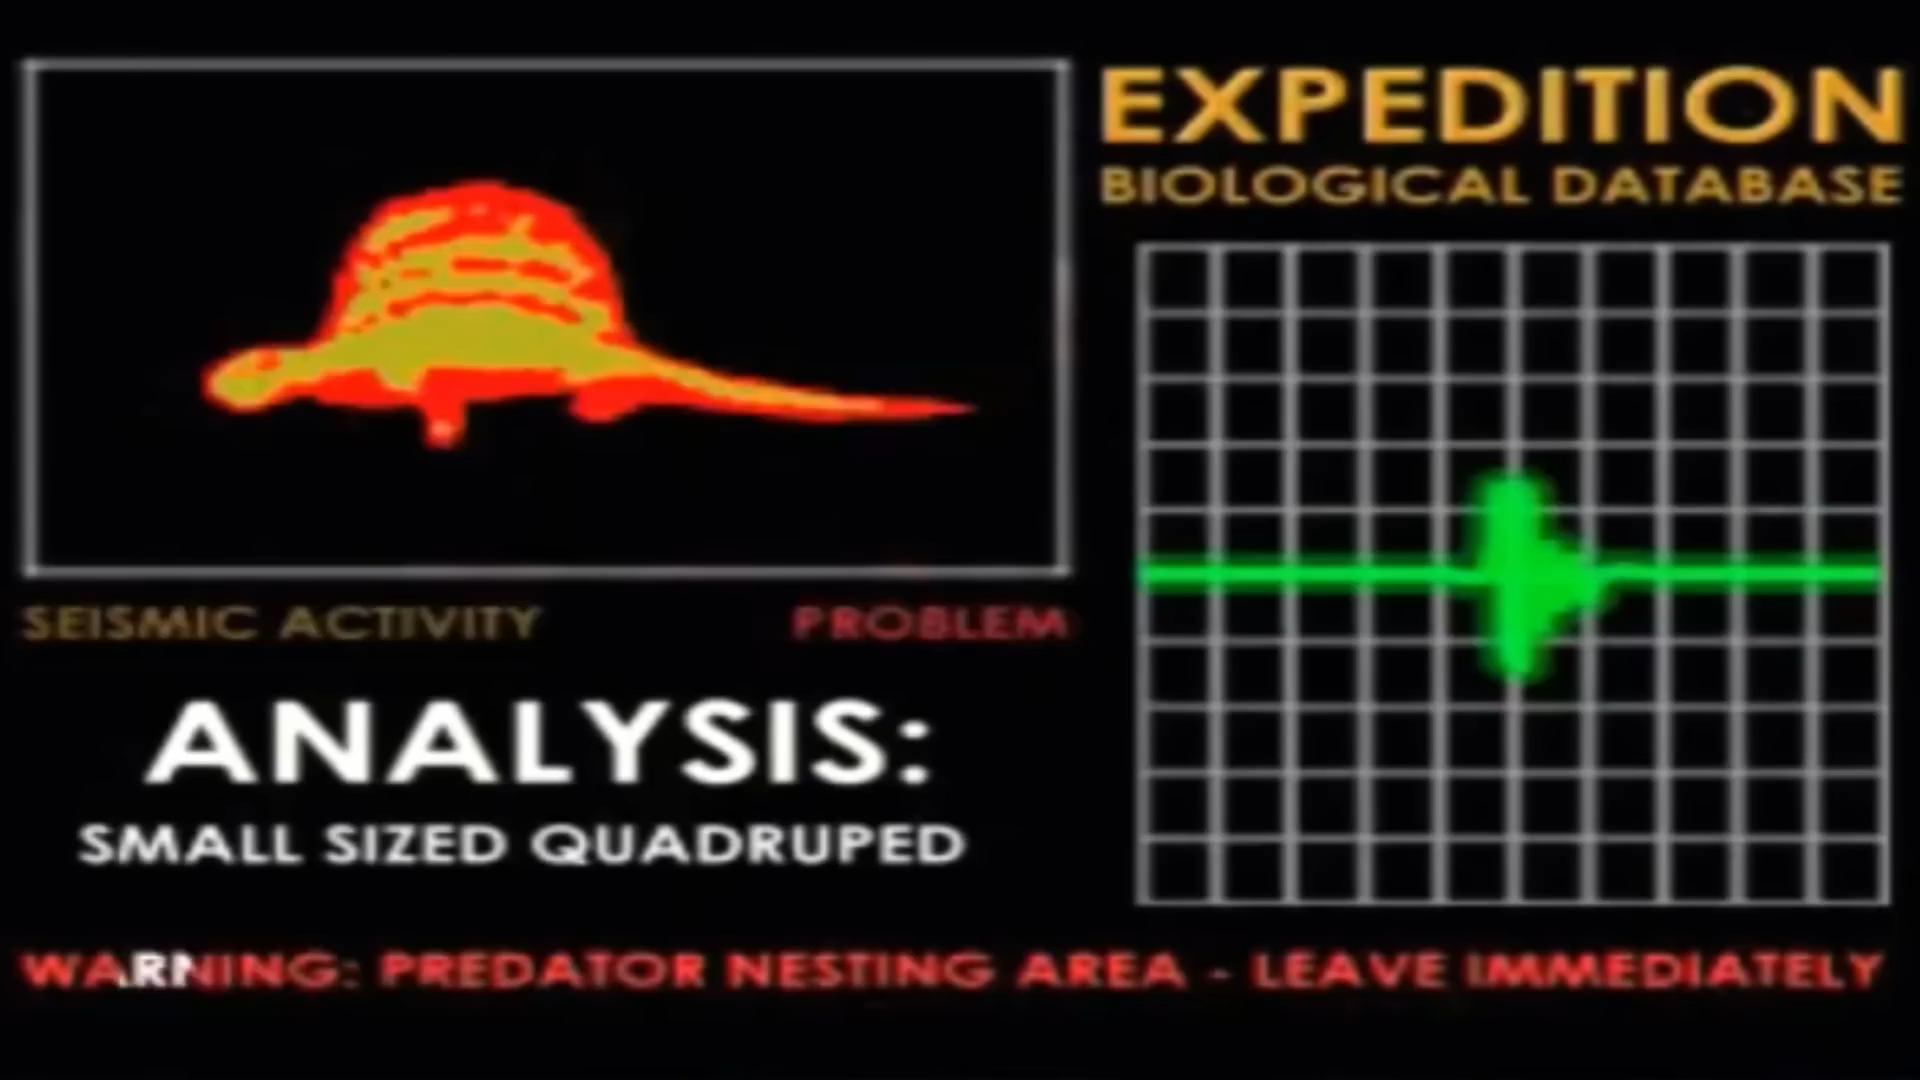 EXPEDITION
BIOLOGICAL DATABASE
SEISMIC ACTIVITY PROBLEM
ANALYSIS:
SMALL SIZED QUADRUPED
WARNING: PREDATOR NESTING AREA - LEAVE IMMEDIATELY